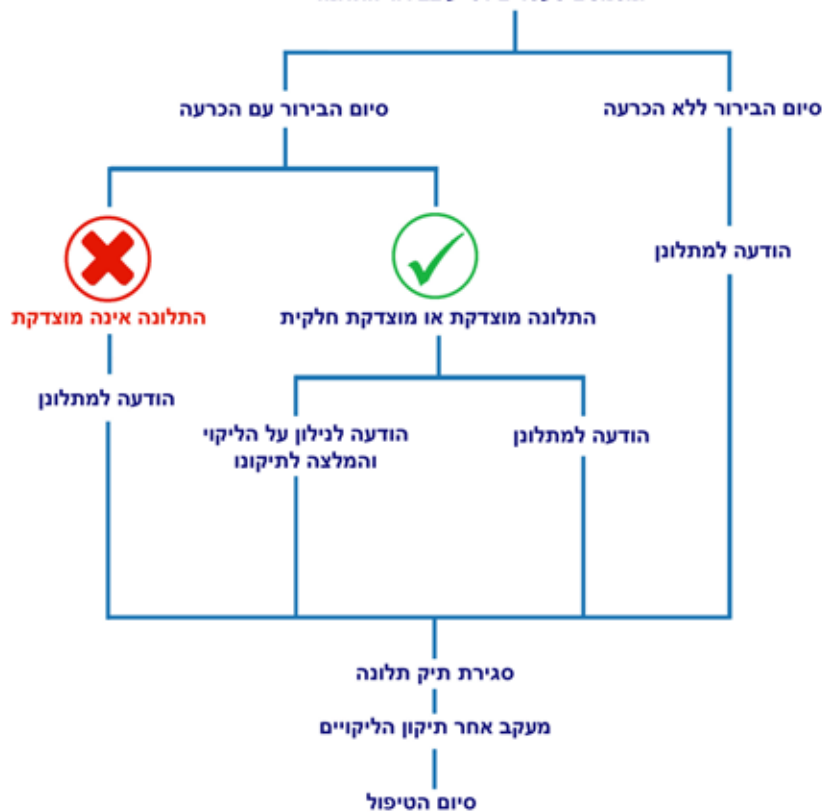 סיום הבירור ללא הכרעה
סיום הבירור עם הכרעה
הודעה למתלונן
התלונה מוצדקת או מוצדקת חלקית
התלונה אינה מוצדקת
הודעה למתלונן
הודעה לנילון על הליקוי
והמלצה לתיקונו
הודעה למתלונן
סגירת תיק תלונה
מעקב אחר תיקון הליקויים
סיום הטיפול